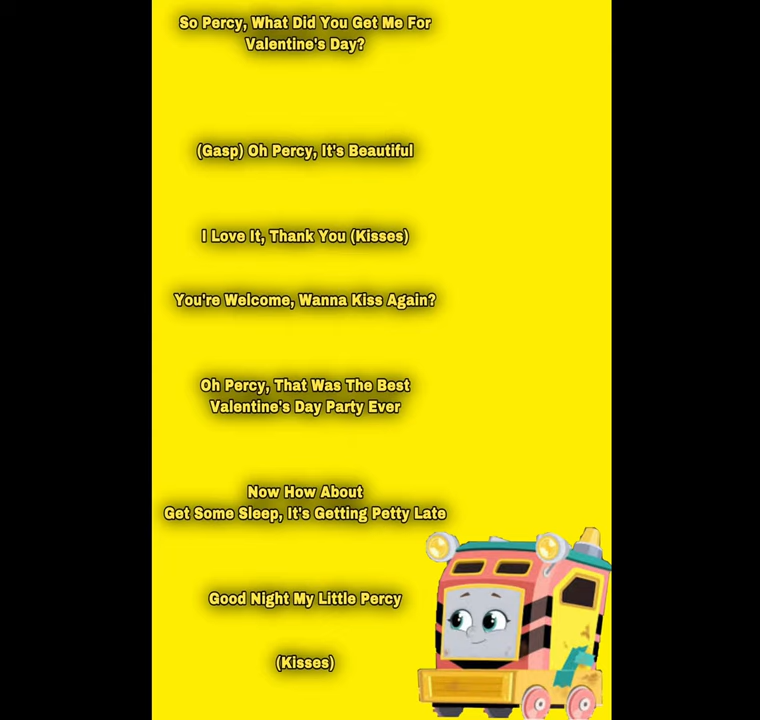 So Percy, What Did You Get Me For
Valentine's Day?
(Gasp) Oh Percy, It's Beautiful
I Love It, Thank You (Kisses)
You're Welcome, Wanna Kiss Again?
Oh Percy, That Was The Best
Valentine's Day Party Ever
Now How About
Get Some Sleep, It's Getting Petty Late
Good Night My Little Percy
(Kisses)